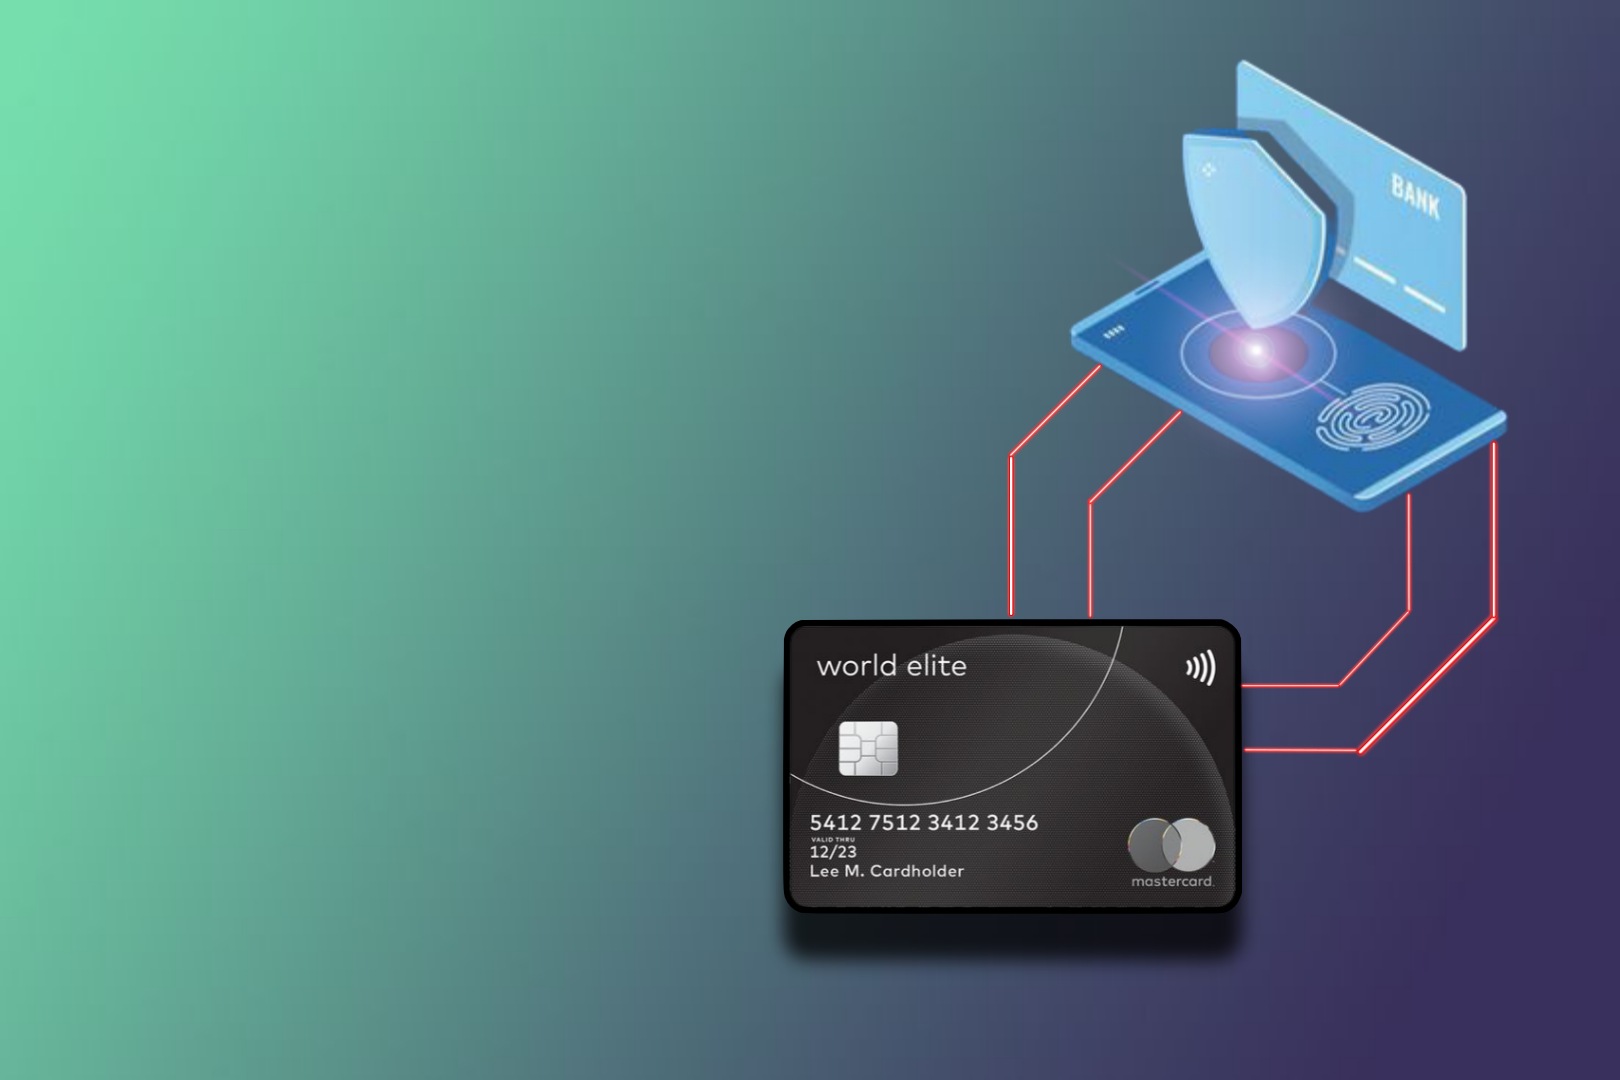 BANK
world elite
5412 7512 3412 3456
VALID THRU
12/23
Lee M. Cardholder
mastercard.